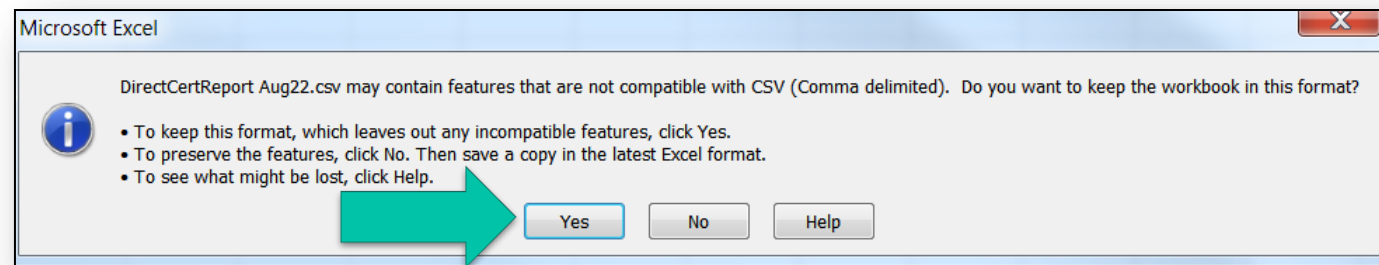 Microsoft Excel
X
DirectCertReport Aug22.csv may contain features that are not compatible with CSV (Comma delimited).  Do you want to keep the workbook in this format?
• To keep this format, which leaves out any incompatible features, click Yes.
• To preserve the features, click No. Then save a copy in the latest Excel format.
• To see what might be lost, click Help.
Yes No Help